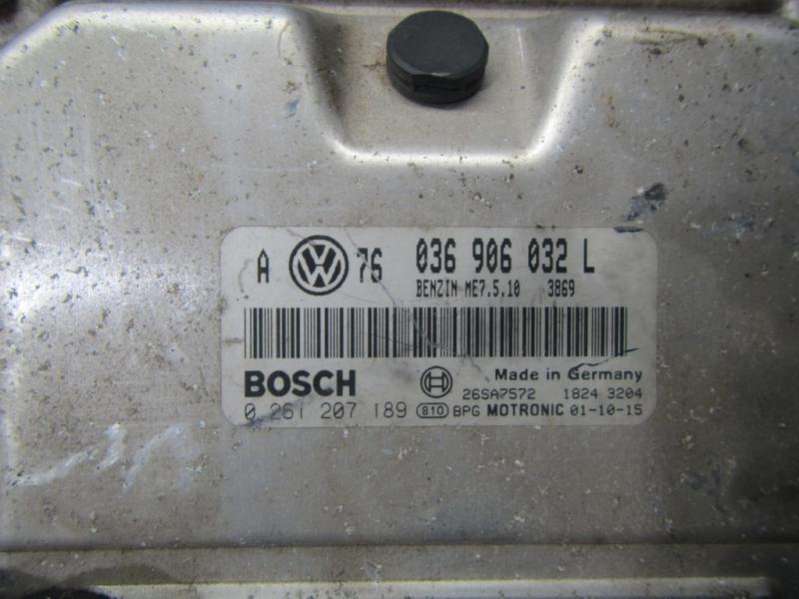 A VW 76 036 906 032 L
BENZIN ME7.5.10 3869
BOSCH Made in Germany
26SA7572 1824 3204
0 261 207 189 810 BPG MOTRONIC 01-10-15